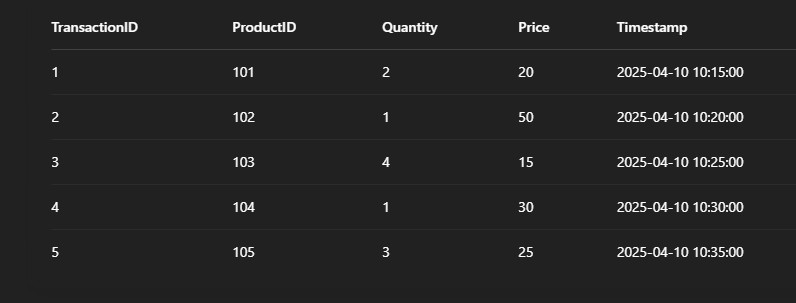 TransactionID ProductID Quantity Price Timestamp
1 101 2 20 2025-04-10 10:15:00
2 102 1 50 2025-04-10 10:20:00
3 103 4 15 2025-04-10 10:25:00
4 104 1 30 2025-04-10 10:30:00
5 105 3 25 2025-04-10 10:35:00